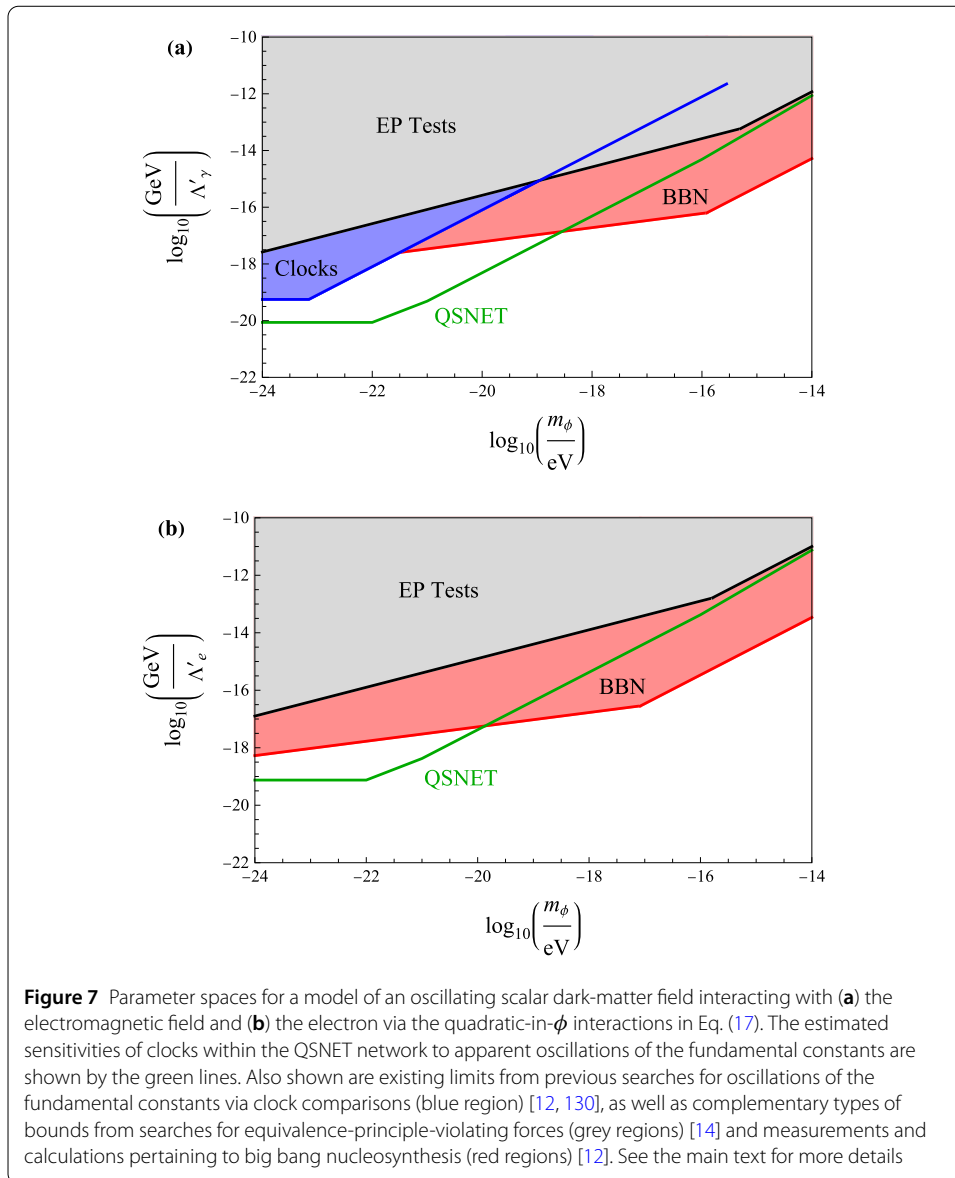 (a)
−10
−12
−14
−16
−18
−20
−22
log10(GeV/Λ′γ)
EP Tests
BBN
Clocks
QSNET
−24 −22 −20 −18 −16 −14
log10(mϕ/eV)
(b)
−10
−12
−14
−16
−18
−20
−22
log10(GeV/Λ′e)
EP Tests
BBN
QSNET
−24 −22 −20 −18 −16 −14
log10(mϕ/eV)
Figure 7 Parameter spaces for a model of an oscillating scalar dark-matter field interacting with (a) the
electromagnetic field and (b) the electron via the quadratic-in-ϕ interactions in Eq. (17). The estimated
sensitivities of clocks within the QSNET network to apparent oscillations of the fundamental constants are
shown by the green lines. Also shown are existing limits from previous searches for oscillations of the
fundamental constants via clock comparisons (blue region) [12, 130], as well as complementary types of
bounds from searches for equivalence-principle-violating forces (grey regions) [14] and measurements and
calculations pertaining to big bang nucleosynthesis (red regions) [12]. See the main text for more details